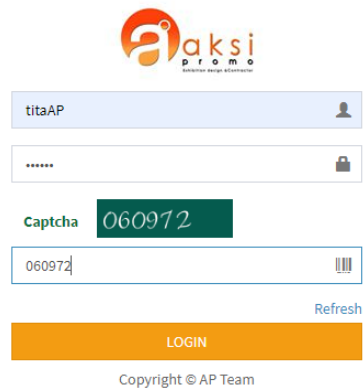 aksi
promo
Exhibition design &Contractor
titaAP
••••••
Captcha 060972
060972
Refresh
LOGIN
Copyright © AP Team